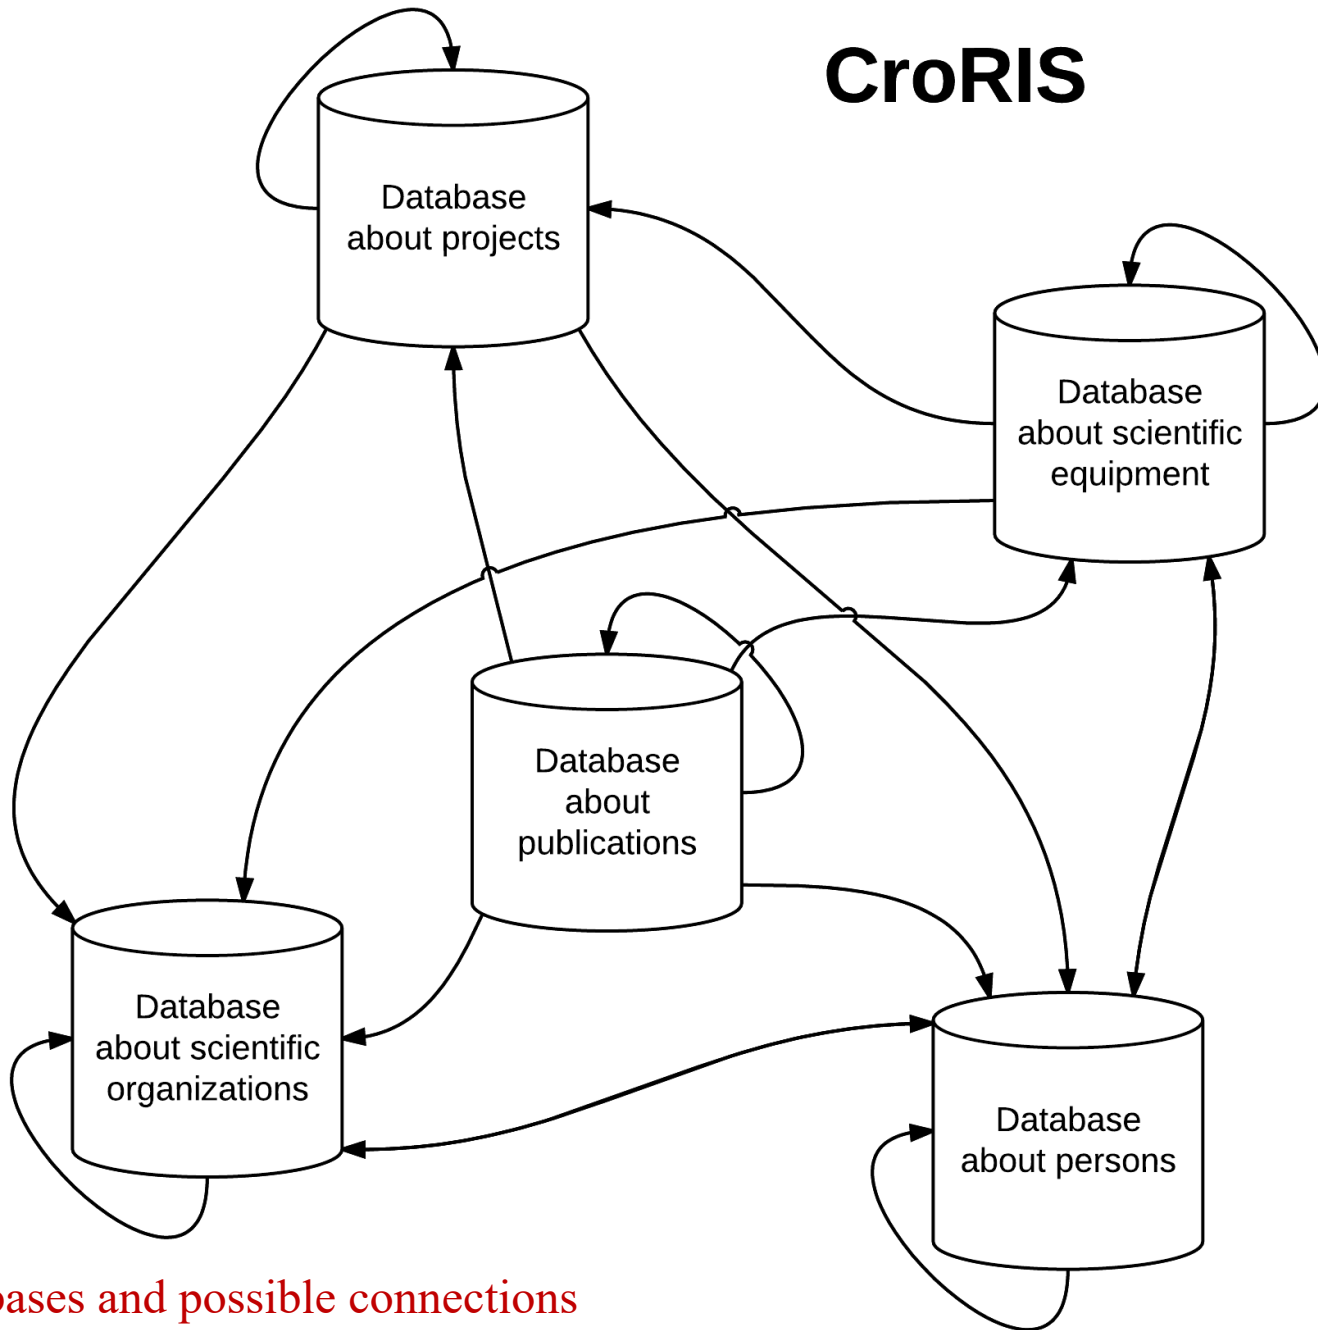 CroRIS
Database
about projects
Database
about scientific
equipment
Database
about
publications
Database
about scientific
organizations
Database
about persons
bases and possible connections